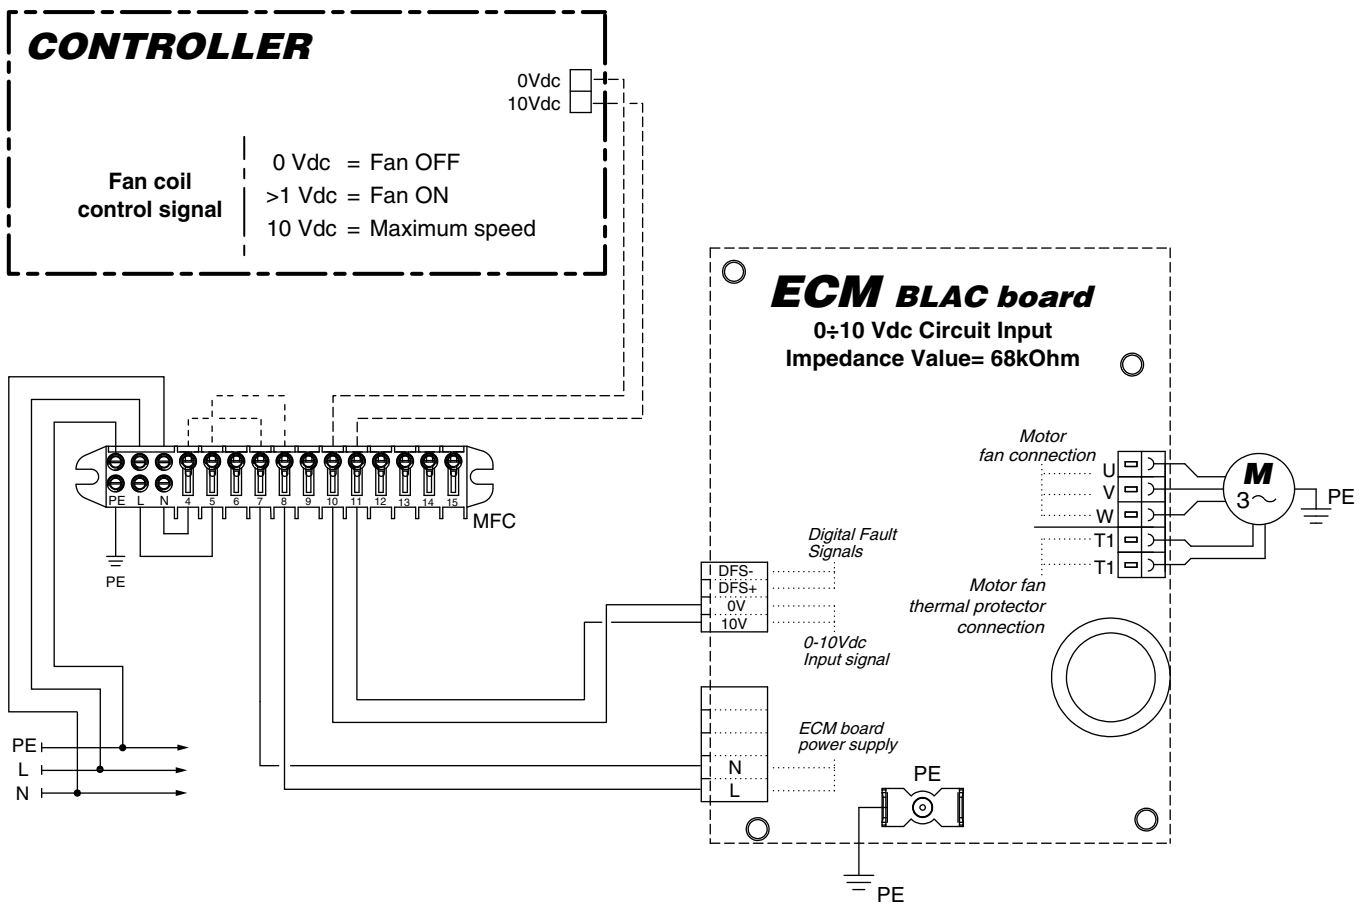 CONTROLLER
0Vdc
10Vdc
Fan coil
control signal
0 Vdc = Fan OFF
>1 Vdc = Fan ON
10 Vdc = Maximum speed
ECM BLAC board
0÷10 Vdc Circuit Input
Impedance Value= 68kOhm
Motor
fan connection
U
V
W
T1
T1
M
3~
PE
Motor fan
thermal protector
connection
PE L N 4 5 6 7 8 9 10 11 12 13 14 15
MFC
PE
Digital Fault
Signals
DFS-
DFS+
0V
10V
0-10Vdc
Input signal
ECM board
power supply
N
L
PE
PE
PE
L
N